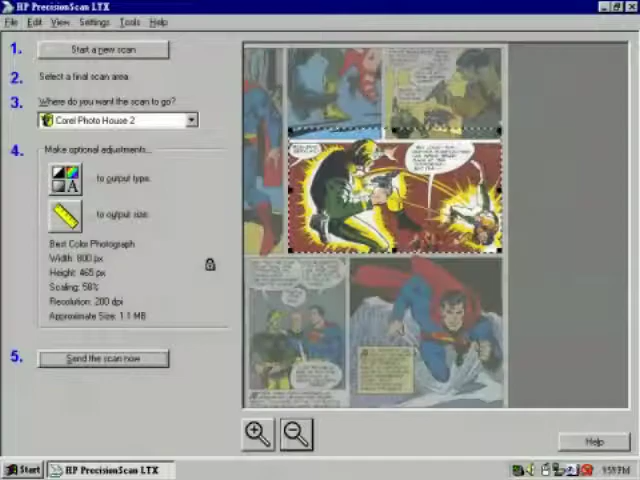 HP PrecisionScan LTX
File Edit View Settings Tools Help
1. Start a new scan
2. Select a final scan area.
3. Where do you want the scan to go?
Corel Photo House 2
4. Make optional adjustments...
A to output type.
to output size.
Best Color Photograph
Width: 800 px
Height: 465 px
Scaling: 58%
Resolution: 200 dpi
Approximate Size: 1.1 MB
5. Send the scan now
Help
Start HP PrecisionScan LTX